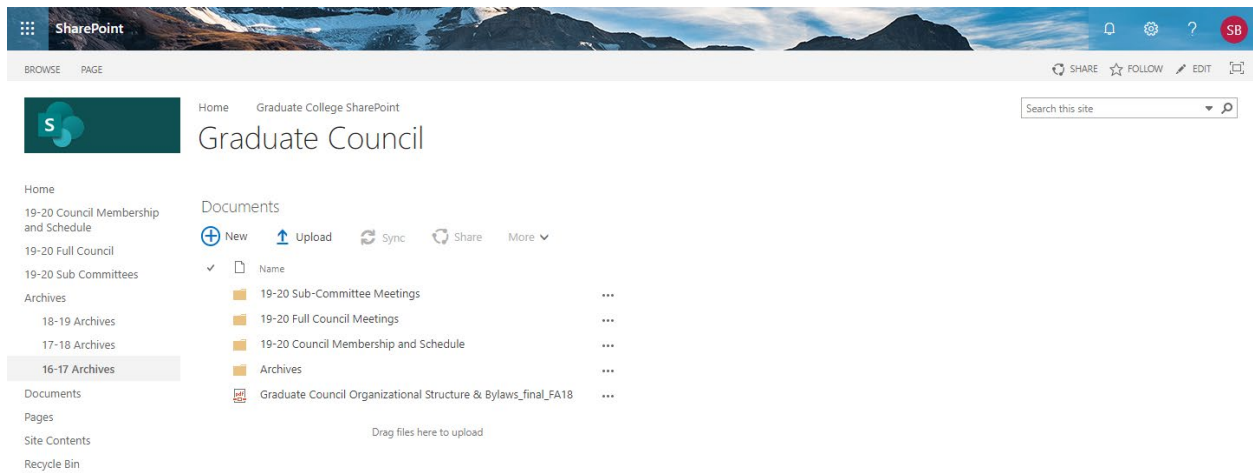 SharePoint
? SB
BROWSE PAGE
SHARE FOLLOW EDIT
S
Home Graduate College SharePoint
Search this site
Graduate Council
Home
19-20 Council Membership
and Schedule
19-20 Full Council
19-20 Sub Committees
Archives
18-19 Archives
17-18 Archives
16-17 Archives
Documents
Pages
Site Contents
Recycle Bin
Documents
New Upload Sync Share More
Name
19-20 Sub-Committee Meetings ...
19-20 Full Council Meetings ...
19-20 Council Membership and Schedule ...
Archives ...
pdf Graduate Council Organizational Structure & Bylaws_final_FA18 ...
Drag files here to upload